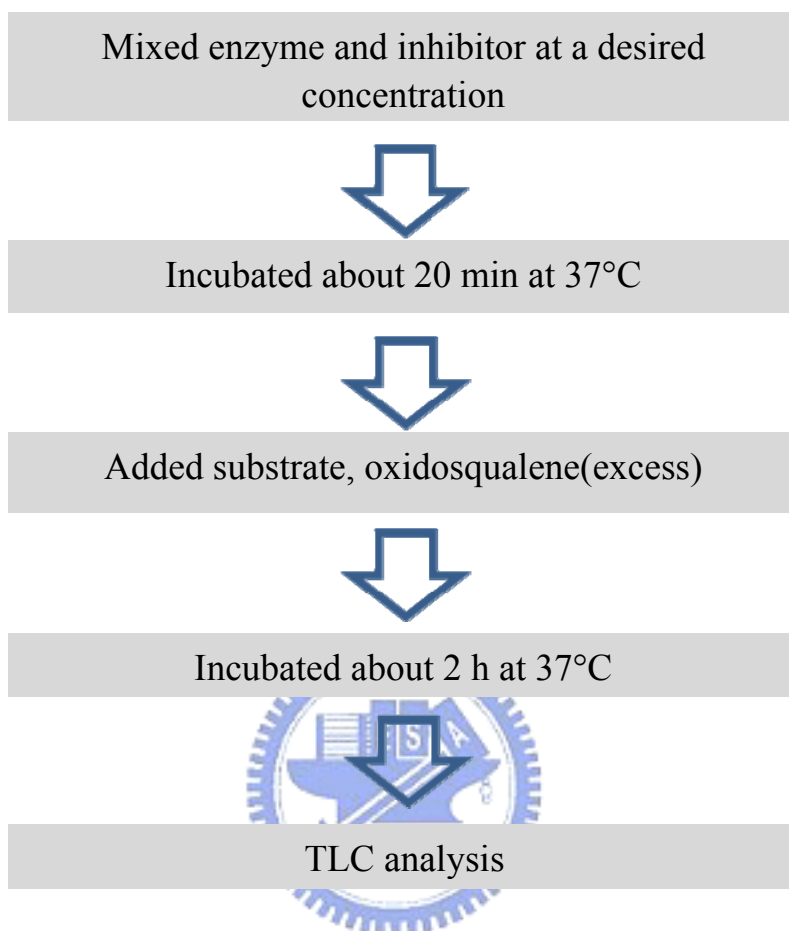 Mixed enzyme and inhibitor at a desired
concentration
Incubated about 20 min at 37°C
Added substrate, oxidosqualene(excess)
Incubated about 2 h at 37°C
S A
TLC analysis